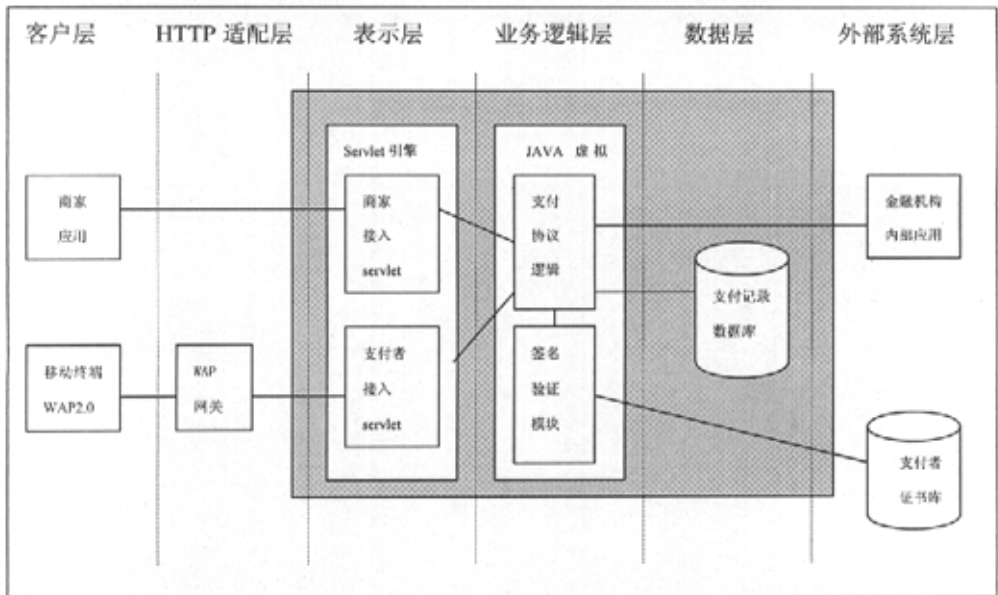 客户层
HTTP 适配层
表示层
业务逻辑层
数据层
外部系统层
Servlet 引擎
JAVA 虚拟
商家
应用
商家
接入
servlet
支付
协议
逻辑
金融机构
内部应用
支付记录
数据库
移动终端
WAP2.0
WAP
网关
支付者
接入
servlet
签名
验证
模块
支付者
证书库